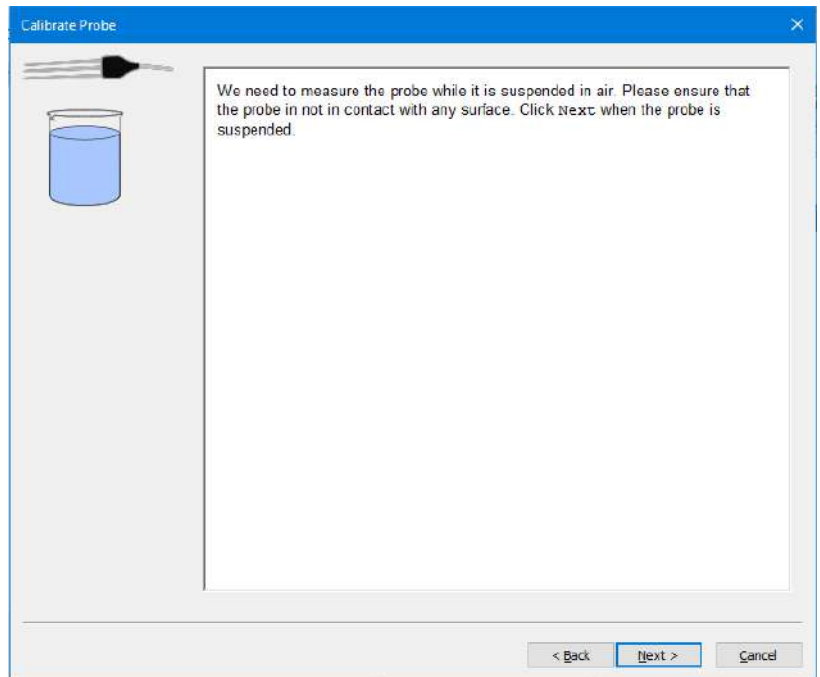 Calibrate Probe
We need to measure the probe while it is suspended in air. Please ensure that
the probe in not in contact with any surface. Click Next when the probe is
suspended.
< Back
Next >
Cancel